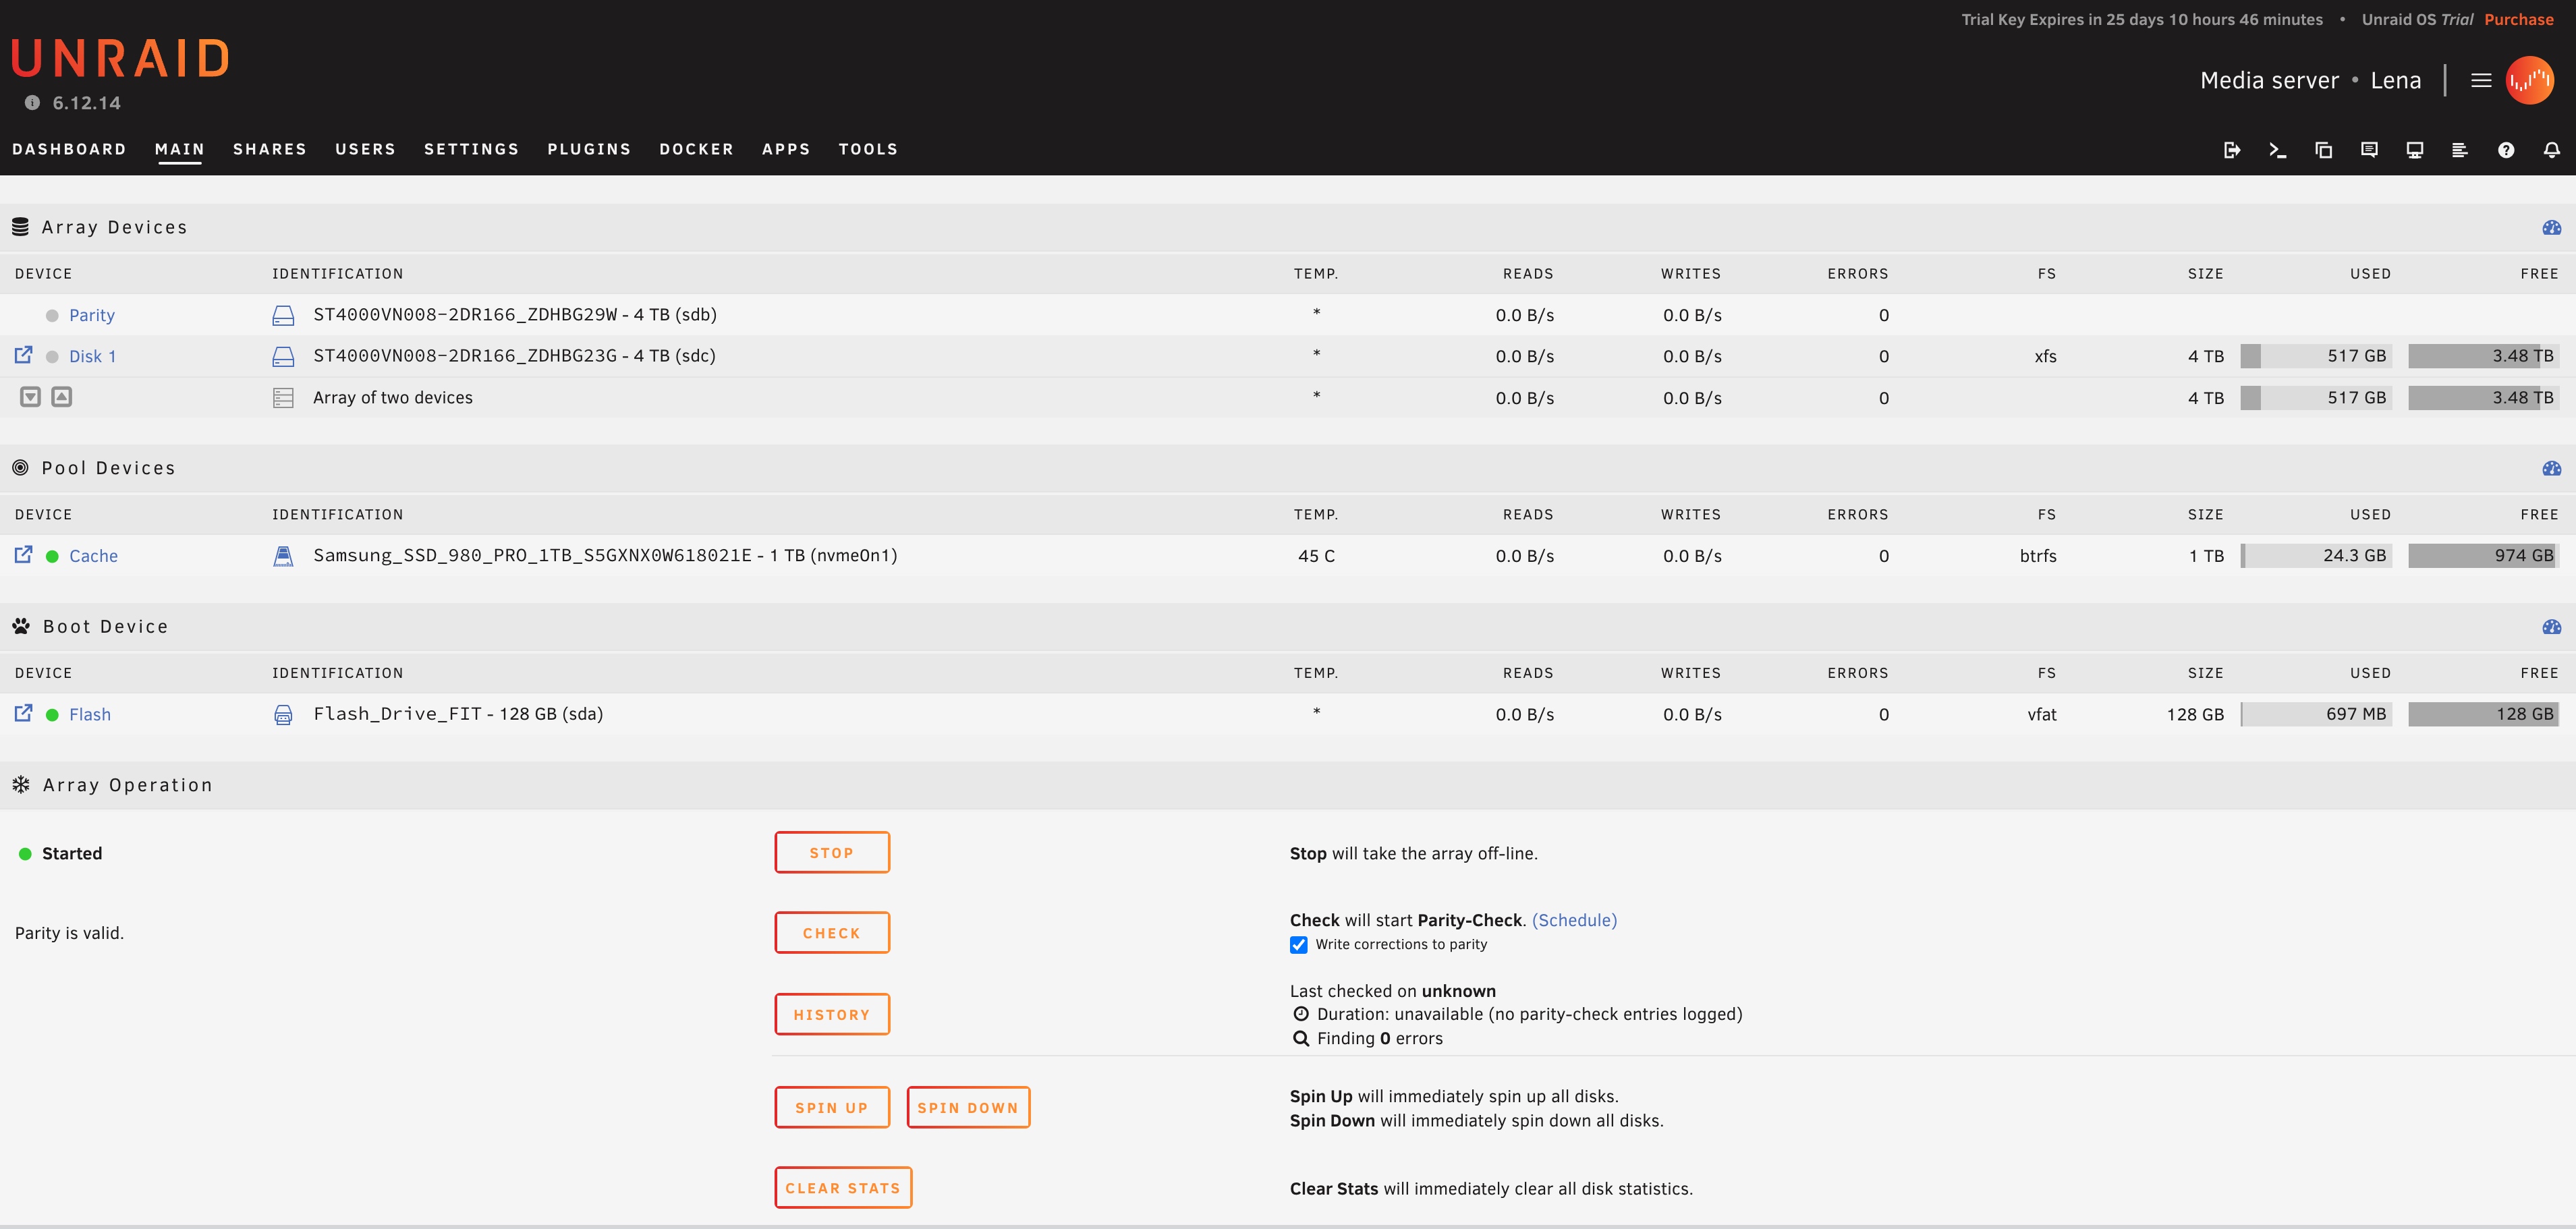 Trial Key Expires in 25 days 10 hours 46 minutes • Unraid OS Trial Purchase
UNRAID
6.12.14
Media server • Lena
DASHBOARD MAIN SHARES USERS SETTINGS PLUGINS DOCKER APPS TOOLS
Array Devices
DEVICE IDENTIFICATION TEMP. READS WRITES ERRORS FS SIZE USED FREE
Parity ST4000VN008-2DR166_ZDHBG29W - 4 TB (sdb) * 0.0 B/s 0.0 B/s 0
Disk 1 ST4000VN008-2DR166_ZDHBG23G - 4 TB (sdc) * 0.0 B/s 0.0 B/s 0 xfs 4 TB 517 GB 3.48 TB
Array of two devices * 0.0 B/s 0.0 B/s 0 4 TB 517 GB 3.48 TB
Pool Devices
DEVICE IDENTIFICATION TEMP. READS WRITES ERRORS FS SIZE USED FREE
Cache Samsung_SSD_980_PRO_1TB_S5GXNX0W618021E - 1 TB (nvme0n1) 45 C 0.0 B/s 0.0 B/s 0 btrfs 1 TB 24.3 GB 974 GB
Boot Device
DEVICE IDENTIFICATION TEMP. READS WRITES ERRORS FS SIZE USED FREE
Flash Flash_Drive_FIT - 128 GB (sda) * 0.0 B/s 0.0 B/s 0 vfat 128 GB 697 MB 128 GB
Array Operation
Started STOP Stop will take the array off-line.
Parity is valid. CHECK Check will start Parity-Check. (Schedule)
Write corrections to parity
Last checked on unknown
HISTORY Duration: unavailable (no parity-check entries logged)
Finding 0 errors
SPIN UP SPIN DOWN Spin Up will immediately spin up all disks.
Spin Down will immediately spin down all disks.
CLEAR STATS Clear Stats will immediately clear all disk statistics.